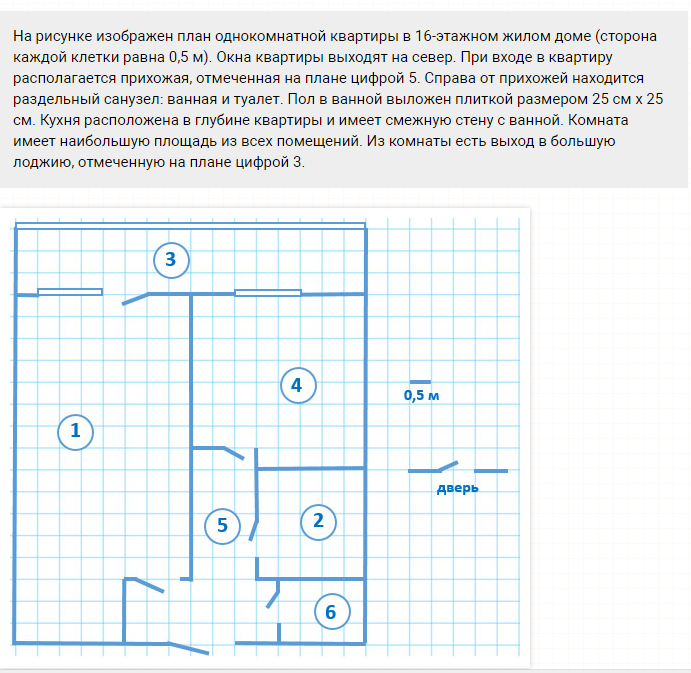 На рисунке изображен план однокомнатной квартиры в 16-этажном жилом доме (сторона
каждой клетки равна 0,5 м). Окна квартиры выходят на север. При входе в квартиру
располагается прихожая, отмеченная на плане цифрой 5. Справа от прихожей находится
раздельный санузел: ванная и туалет. Пол в ванной выложен плиткой размером 25 см х 25
см. Кухня расположена в глубине квартиры и имеет смежную стену с ванной. Комната
имеет наибольшую площадь из всех помещений. Из комнаты есть выход в большую
лоджию, отмеченную на плане цифрой 3.
3
4
0,5 м
1
дверь
5
2
6